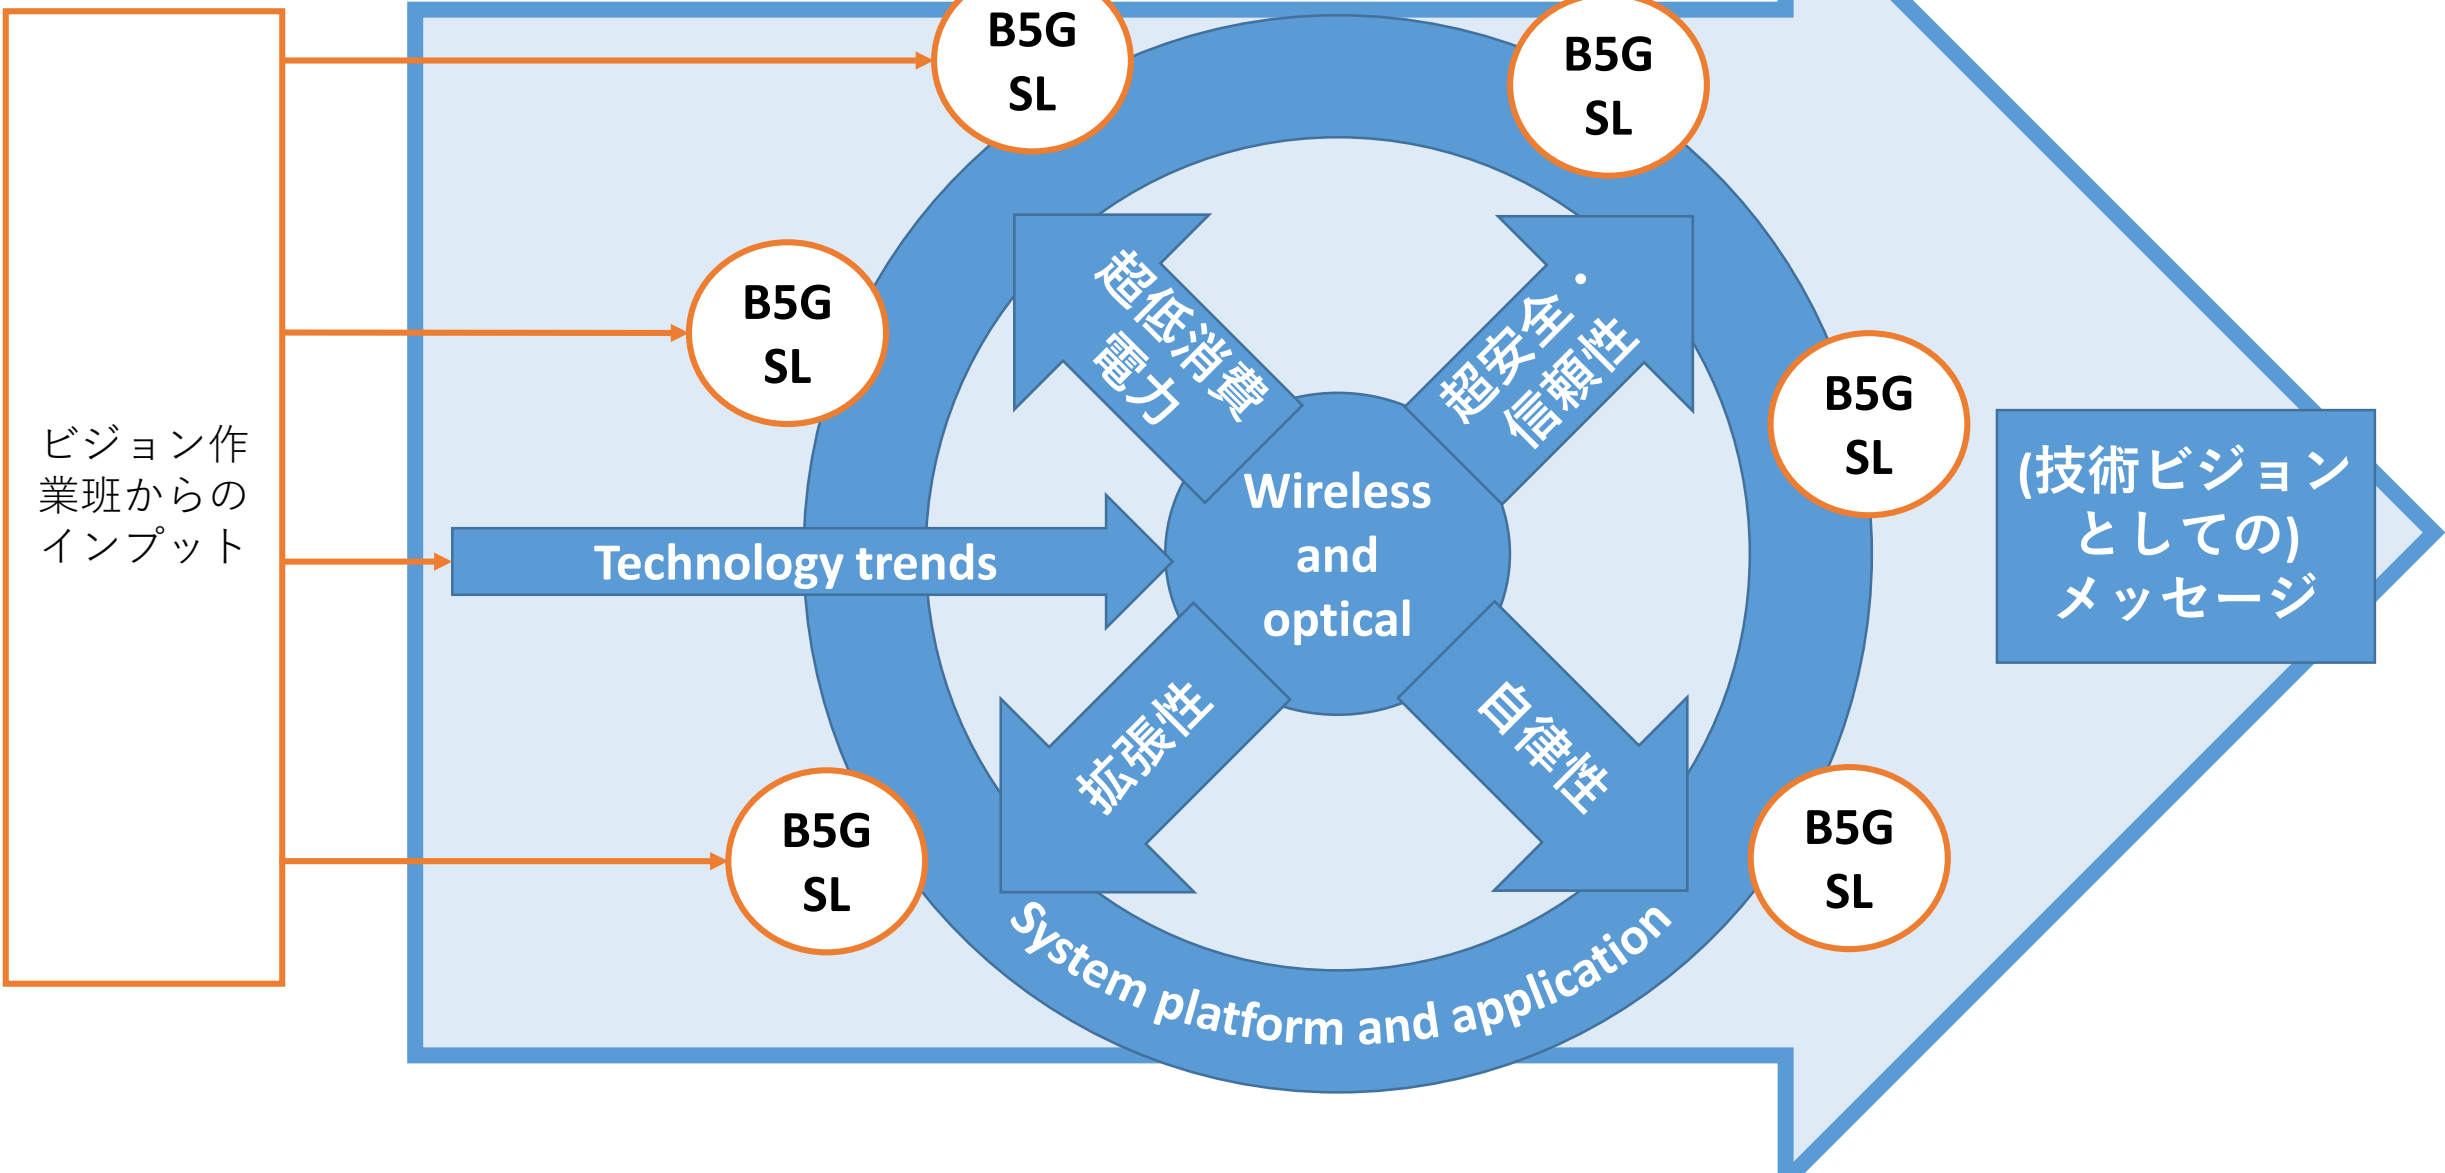 B5G
SL
B5G
SL
B5G
SL
B5G
SL
B5G
SL
B5G
SL
ビジョン作
業班からの
インプット
超低消費
電力
超安全・
信頼性
Wireless
and
optical
Technology trends
拡張性
自律性
(技術ビジョン
としての)
メッセージ
System platform and application